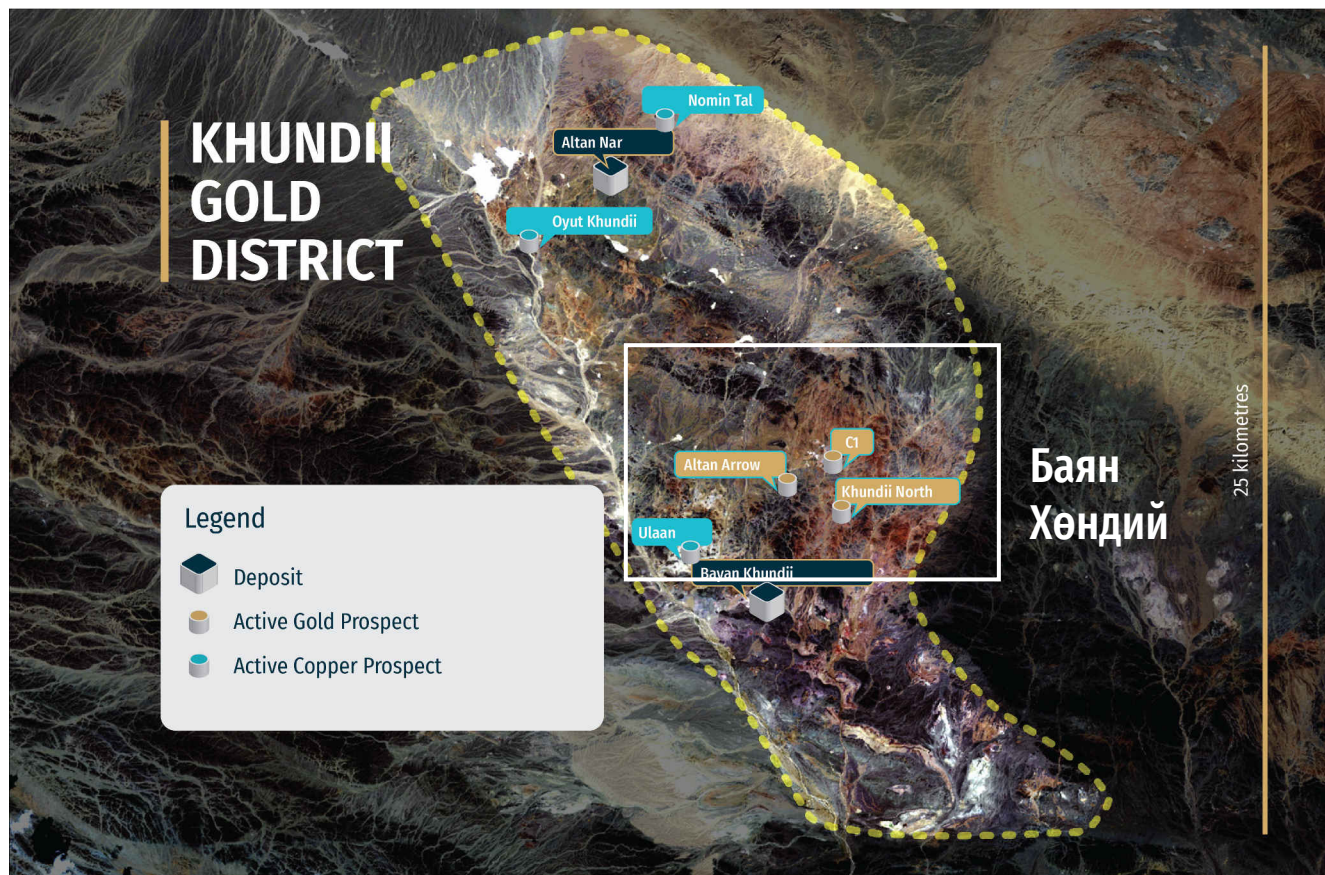 KHUNDII
GOLD
DISTRICT
Nomin Tal
Altan Nar
Oyut Khundii
C1
Altan Arrow
Khundii North
Ulaan
Bayan Khundii
Баян
Хөндий
25 kilometres
Legend
Deposit
Active Gold Prospect
Active Copper Prospect